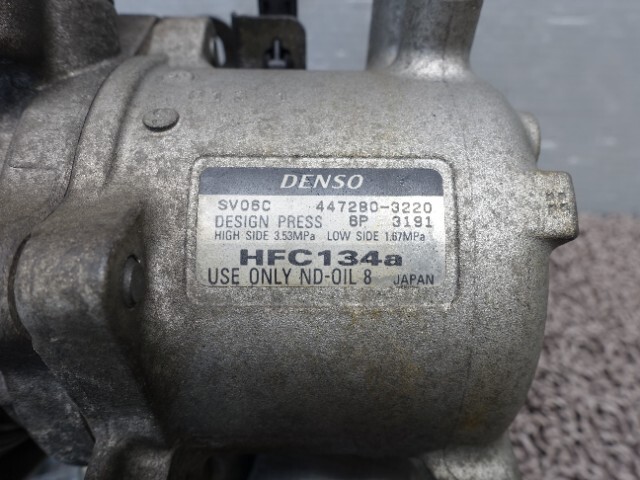 DENSO
SV06C 447280-3220
DESIGN PRESS 6P 3191
HIGH SIDE 3.53MPa LOW SIDE 1.67MPa
HFC134a
USE ONLY ND-OIL 8 JAPAN